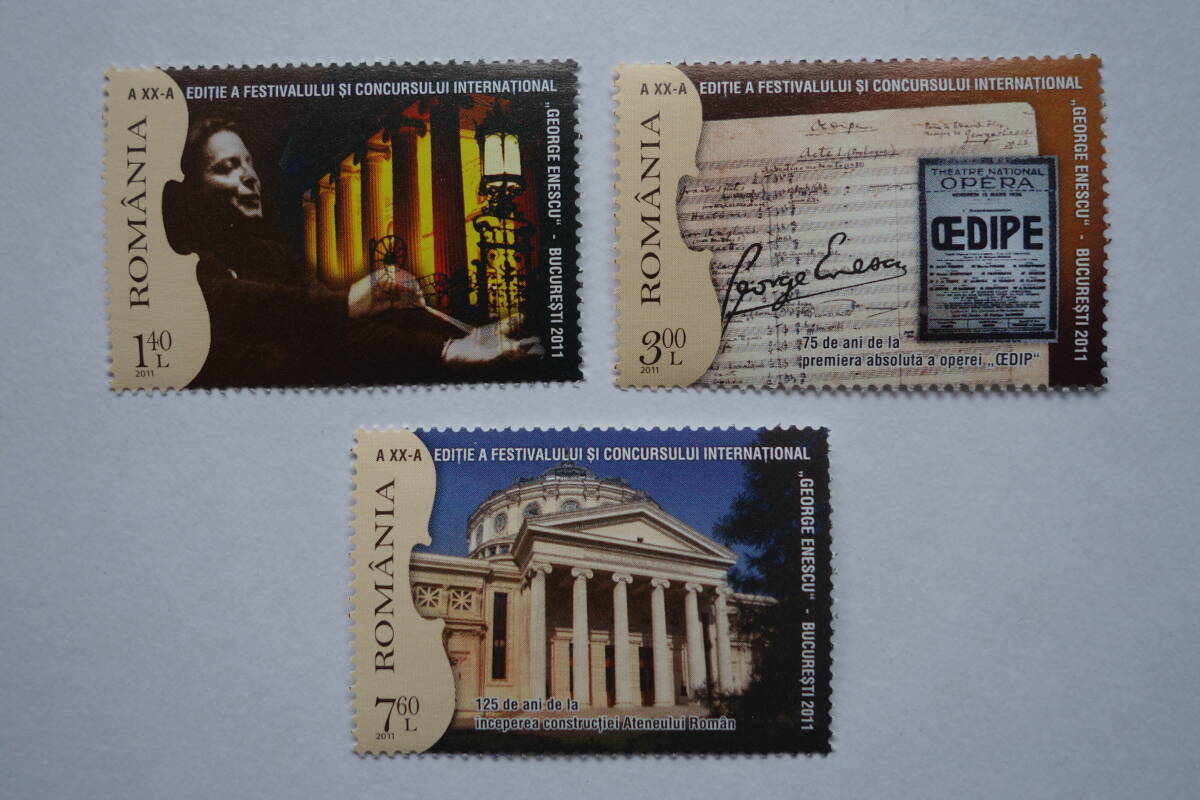 A XX-A EDIȚIE A FESTIVALULUI ȘI CONCURSULUI INTERNAȚIONAL
„GEORGE ENESCU“ - BUCUREȘTI 2011
ROMÂNIA
1 40 L
2011
A XX-A EDIȚIE A FESTIVALULUI ȘI CONCURSULUI INTERNAȚIONAL
„GEORGE ENESCU“ - BUCUREȘTI 2011
ROMÂNIA
Oedipe
Acte I (Prologue)
THEATRE NATIONAL
OPERA
ŒDIPE
George Enescu
75 de ani de la
premiera absolută a operei „ŒDIP“
3 00 L
2011
A XX-A EDIȚIE A FESTIVALULUI ȘI CONCURSULUI INTERNAȚIONAL
„GEORGE ENESCU“ - BUCUREȘTI 2011
ROMÂNIA
125 de ani de la
începerea construcției Ateneului Român
7 60 L
2011